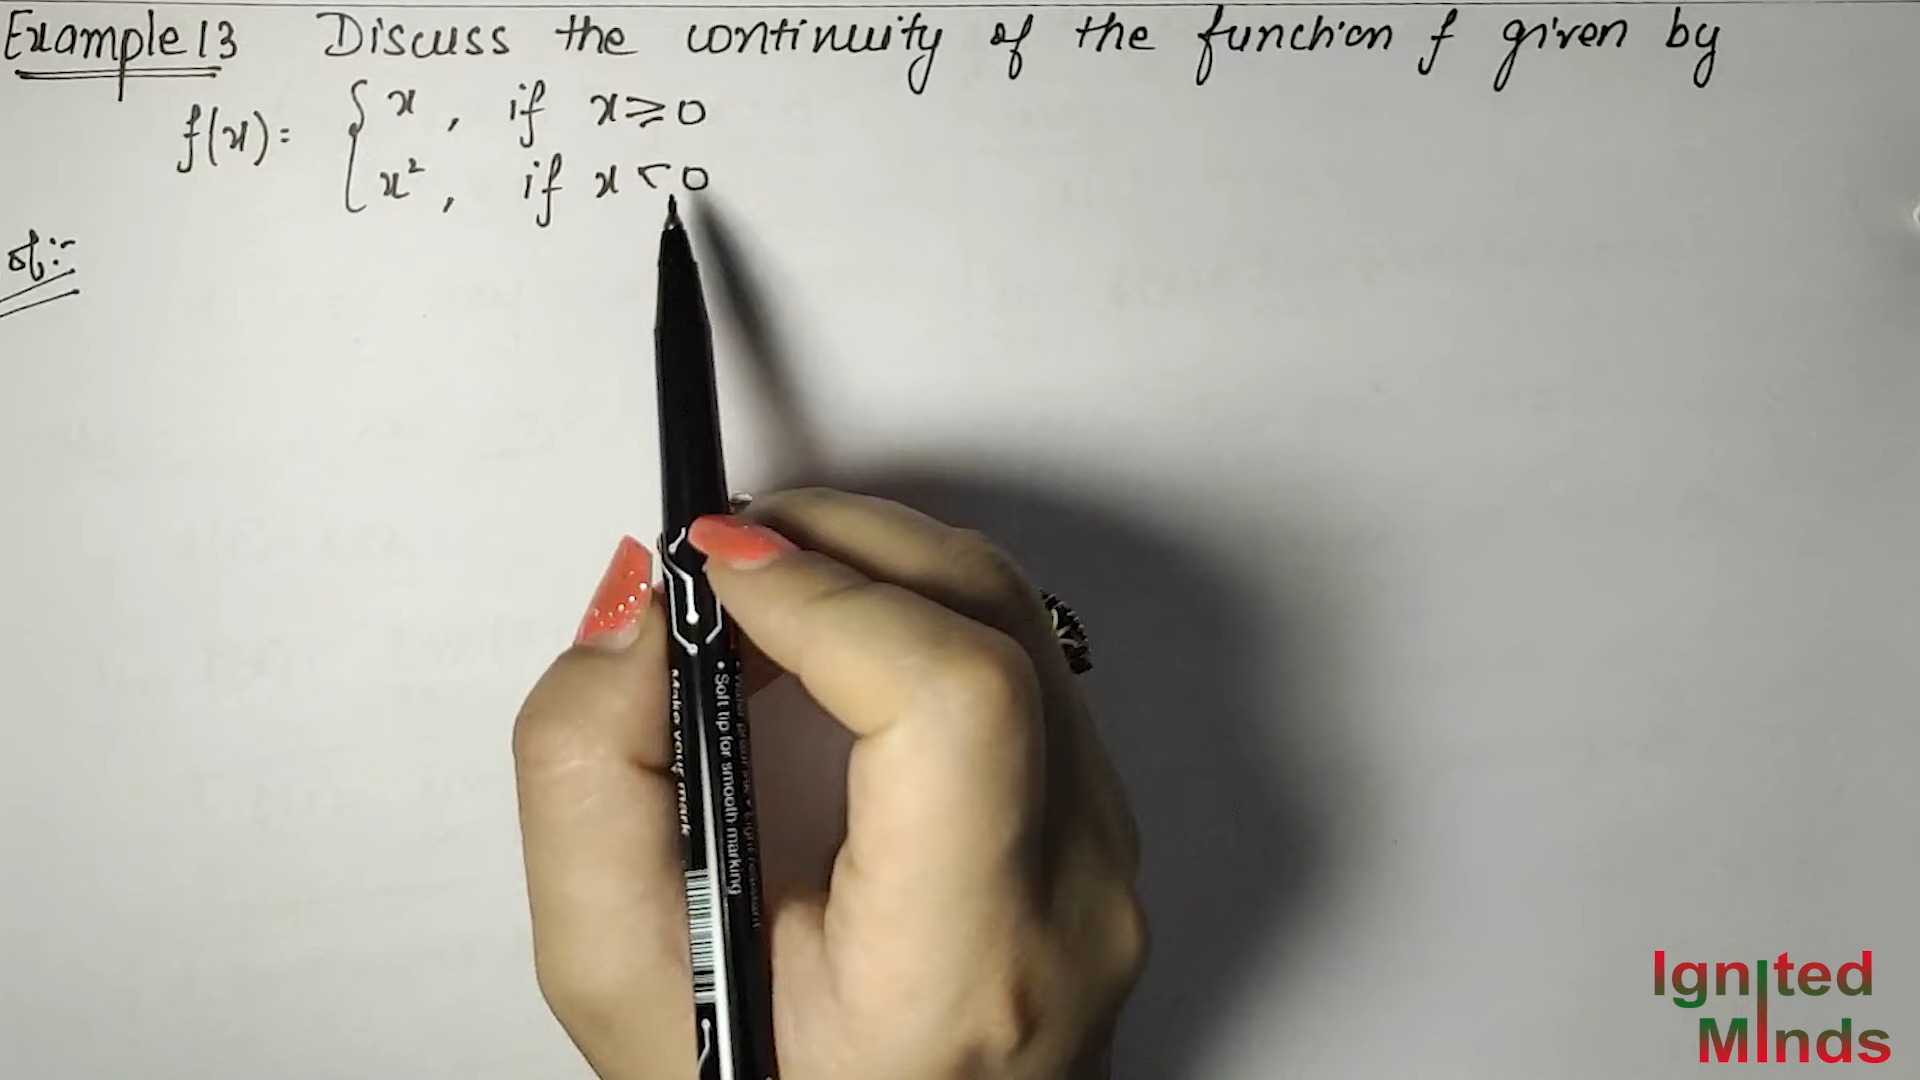 Example 13 Discuss the continuity of the function f given by
f(x)= { x , if x ≥ 0
x² , if x < 0
• Soft tip for smooth marking
Make your mark
Ignited
Minds